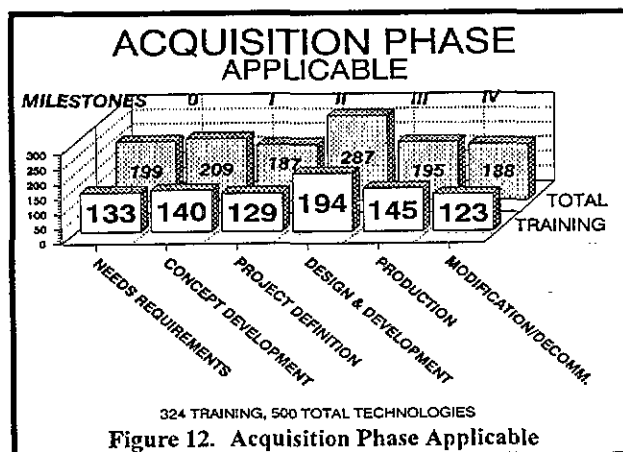 ACQUISITION PHASE
APPLICABLE
MILESTONES 0 I II III IV
300
250
200
150
100
50
0
199 209 187 287 195 188
133 140 129 194 145 123
TOTAL
TRAINING
NEEDS REQUIREMENTS
CONCEPT DEVELOPMENT
PROJECT DEFINITION
DESIGN & DEVELOPMENT
PRODUCTION
MODIFICATION/DECOMM.
324 TRAINING, 500 TOTAL TECHNOLOGIES
Figure 12. Acquisition Phase Applicable